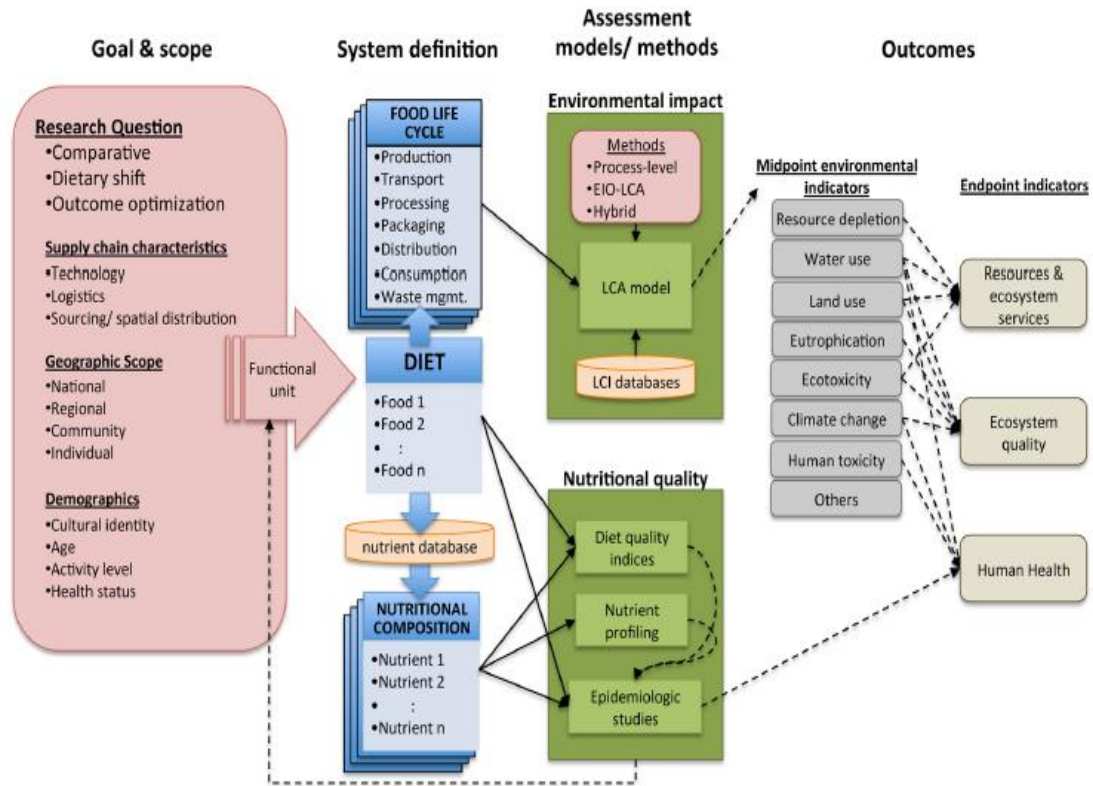 Goal & scope
Research Question
•Comparative
•Dietary shift
•Outcome optimization
Supply chain characteristics
•Technology
•Logistics
•Sourcing/ spatial distribution
Geographic Scope
•National
•Regional
•Community
•Individual
Demographics
•Cultural identity
•Age
•Activity level
•Health status
Functional
unit
System definition
FOOD LIFE
CYCLE
•Production
•Transport
•Processing
•Packaging
•Distribution
•Consumption
•Waste mgmt.
DIET
•Food 1
•Food 2
• :
•Food n
nutrient database
NUTRITIONAL
COMPOSITION
•Nutrient 1
•Nutrient 2
• :
•Nutrient n
Assessment
models/ methods
Environmental impact
Methods
•Process-level
•EIO-LCA
•Hybrid
LCA model
LCI databases
Nutritional quality
Diet quality
indices
Nutrient
profiling
Epidemiologic
studies
Outcomes
Midpoint environmental
indicators
Resource depletion
Water use
Land use
Eutrophication
Ecotoxicity
Climate change
Human toxicity
Others
Endpoint indicators
Resources &
ecosystem
services
Ecosystem
quality
Human Health